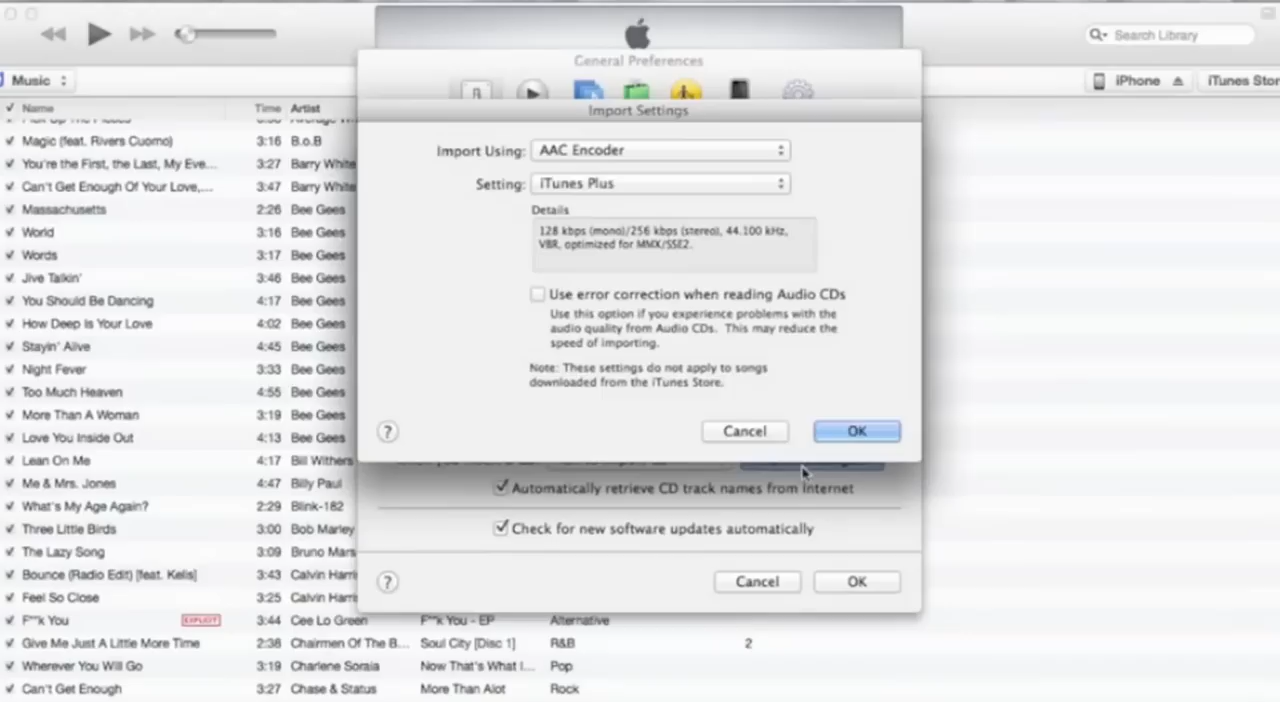 Search Library
General Preferences
Music
iPhone
iTunes Stor
Import Settings
Name Time Artist
Pick Up The Pieces
Magic (feat. Rivers Cuomo) 3:16 B.o.B
You're the First, the Last, My Eve... 3:27 Barry White
Can't Get Enough Of Your Love,... 3:47 Barry White
Massachusetts 2:26 Bee Gees
World 3:16 Bee Gees
Words 3:17 Bee Gees
Jive Talkin' 3:46 Bee Gees
You Should Be Dancing 4:17 Bee Gees
How Deep Is Your Love 4:02 Bee Gees
Stayin' Alive 4:45 Bee Gees
Night Fever 3:33 Bee Gees
Too Much Heaven 4:55 Bee Gees
More Than A Woman 3:19 Bee Gees
Love You Inside Out 4:13 Bee Gees
Lean On Me 4:17 Bill Withers
Me & Mrs. Jones 4:47 Billy Paul
What's My Age Again? 2:29 Blink-182
Three Little Birds 3:00 Bob Marley
The Lazy Song 3:09 Bruno Mars
Bounce (Radio Edit) [feat. Kelis] 3:43 Calvin Harri
Feel So Close 3:25 Calvin Harri
F**k You EXPLICIT 3:44 Cee Lo Green F**k You - EP Alternative
Give Me Just A Little More Time 2:38 Chairmen Of The B... Soul City [Disc 1] R&B 2
Wherever You Will Go 3:19 Charlene Soraia Now That's What I... Pop
Can't Get Enough 3:27 Chase & Status More Than Alot Rock
Import Using: AAC Encoder
Setting: iTunes Plus
Details
128 kbps (mono)/256 kbps (stereo), 44.100 kHz,
VBR, optimized for MMX/SSE2.
Use error correction when reading Audio CDs
Use this option if you experience problems with the
audio quality from Audio CDs. This may reduce the
speed of importing.
Note: These settings do not apply to songs
downloaded from the iTunes Store.
? Cancel OK
Automatically retrieve CD track names from Internet
Check for new software updates automatically
? Cancel OK